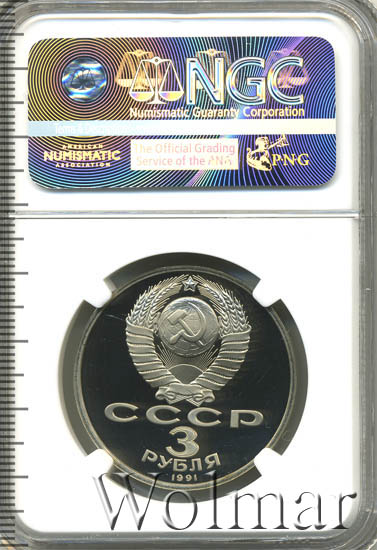 NGC
Numismatic Guaranty Corporation
AMERICAN
NUMISMATIC
ASSOCIATION
The Official Grading
Service of the ANA
PNG
СССР
3
РУБЛЯ
1991
Wolmar